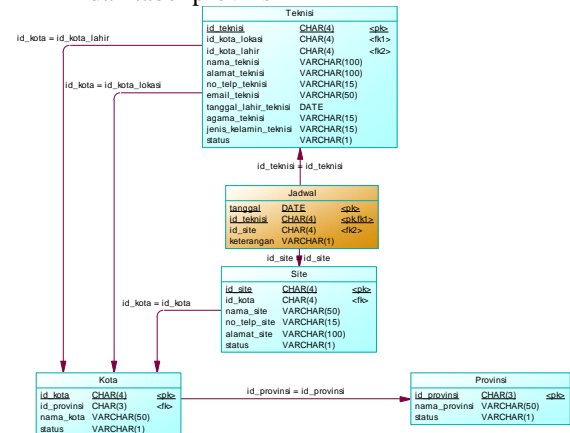 Teknisi
id_teknisi CHAR(4) <pk>
id_kota_lokasi CHAR(4) <fk1>
id_kota_lahir CHAR(4) <fk2>
nama_teknisi VARCHAR(100)
alamat_teknisi VARCHAR(100)
no_telp_teknisi VARCHAR(15)
email_teknisi VARCHAR(50)
tanggal_lahir_teknisi DATE
agama_teknisi VARCHAR(15)
jenis_kelamin_teknisi VARCHAR(15)
status VARCHAR(1)
id_kota = id_kota_lahir
id_kota = id_kota_lokasi
id_teknisi = id_teknisi
Jadwal
tanggal DATE <pk>
id_teknisi CHAR(4) <pk,fk1>
id_site CHAR(4) <fk2>
keterangan VARCHAR(1)
id_site = id_site
Site
id_site CHAR(4) <pk>
id_kota CHAR(4) <fk>
nama_site VARCHAR(50)
no_telp_site VARCHAR(15)
alamat_site VARCHAR(100)
status VARCHAR(1)
id_kota = id_kota
Kota
id_kota CHAR(4) <pk>
id_provinsi CHAR(3) <fk>
nama_kota VARCHAR(50)
status VARCHAR(1)
id_provinsi = id_provinsi
Provinsi
id_provinsi CHAR(3) <pk>
nama_provinsi VARCHAR(50)
status VARCHAR(1)